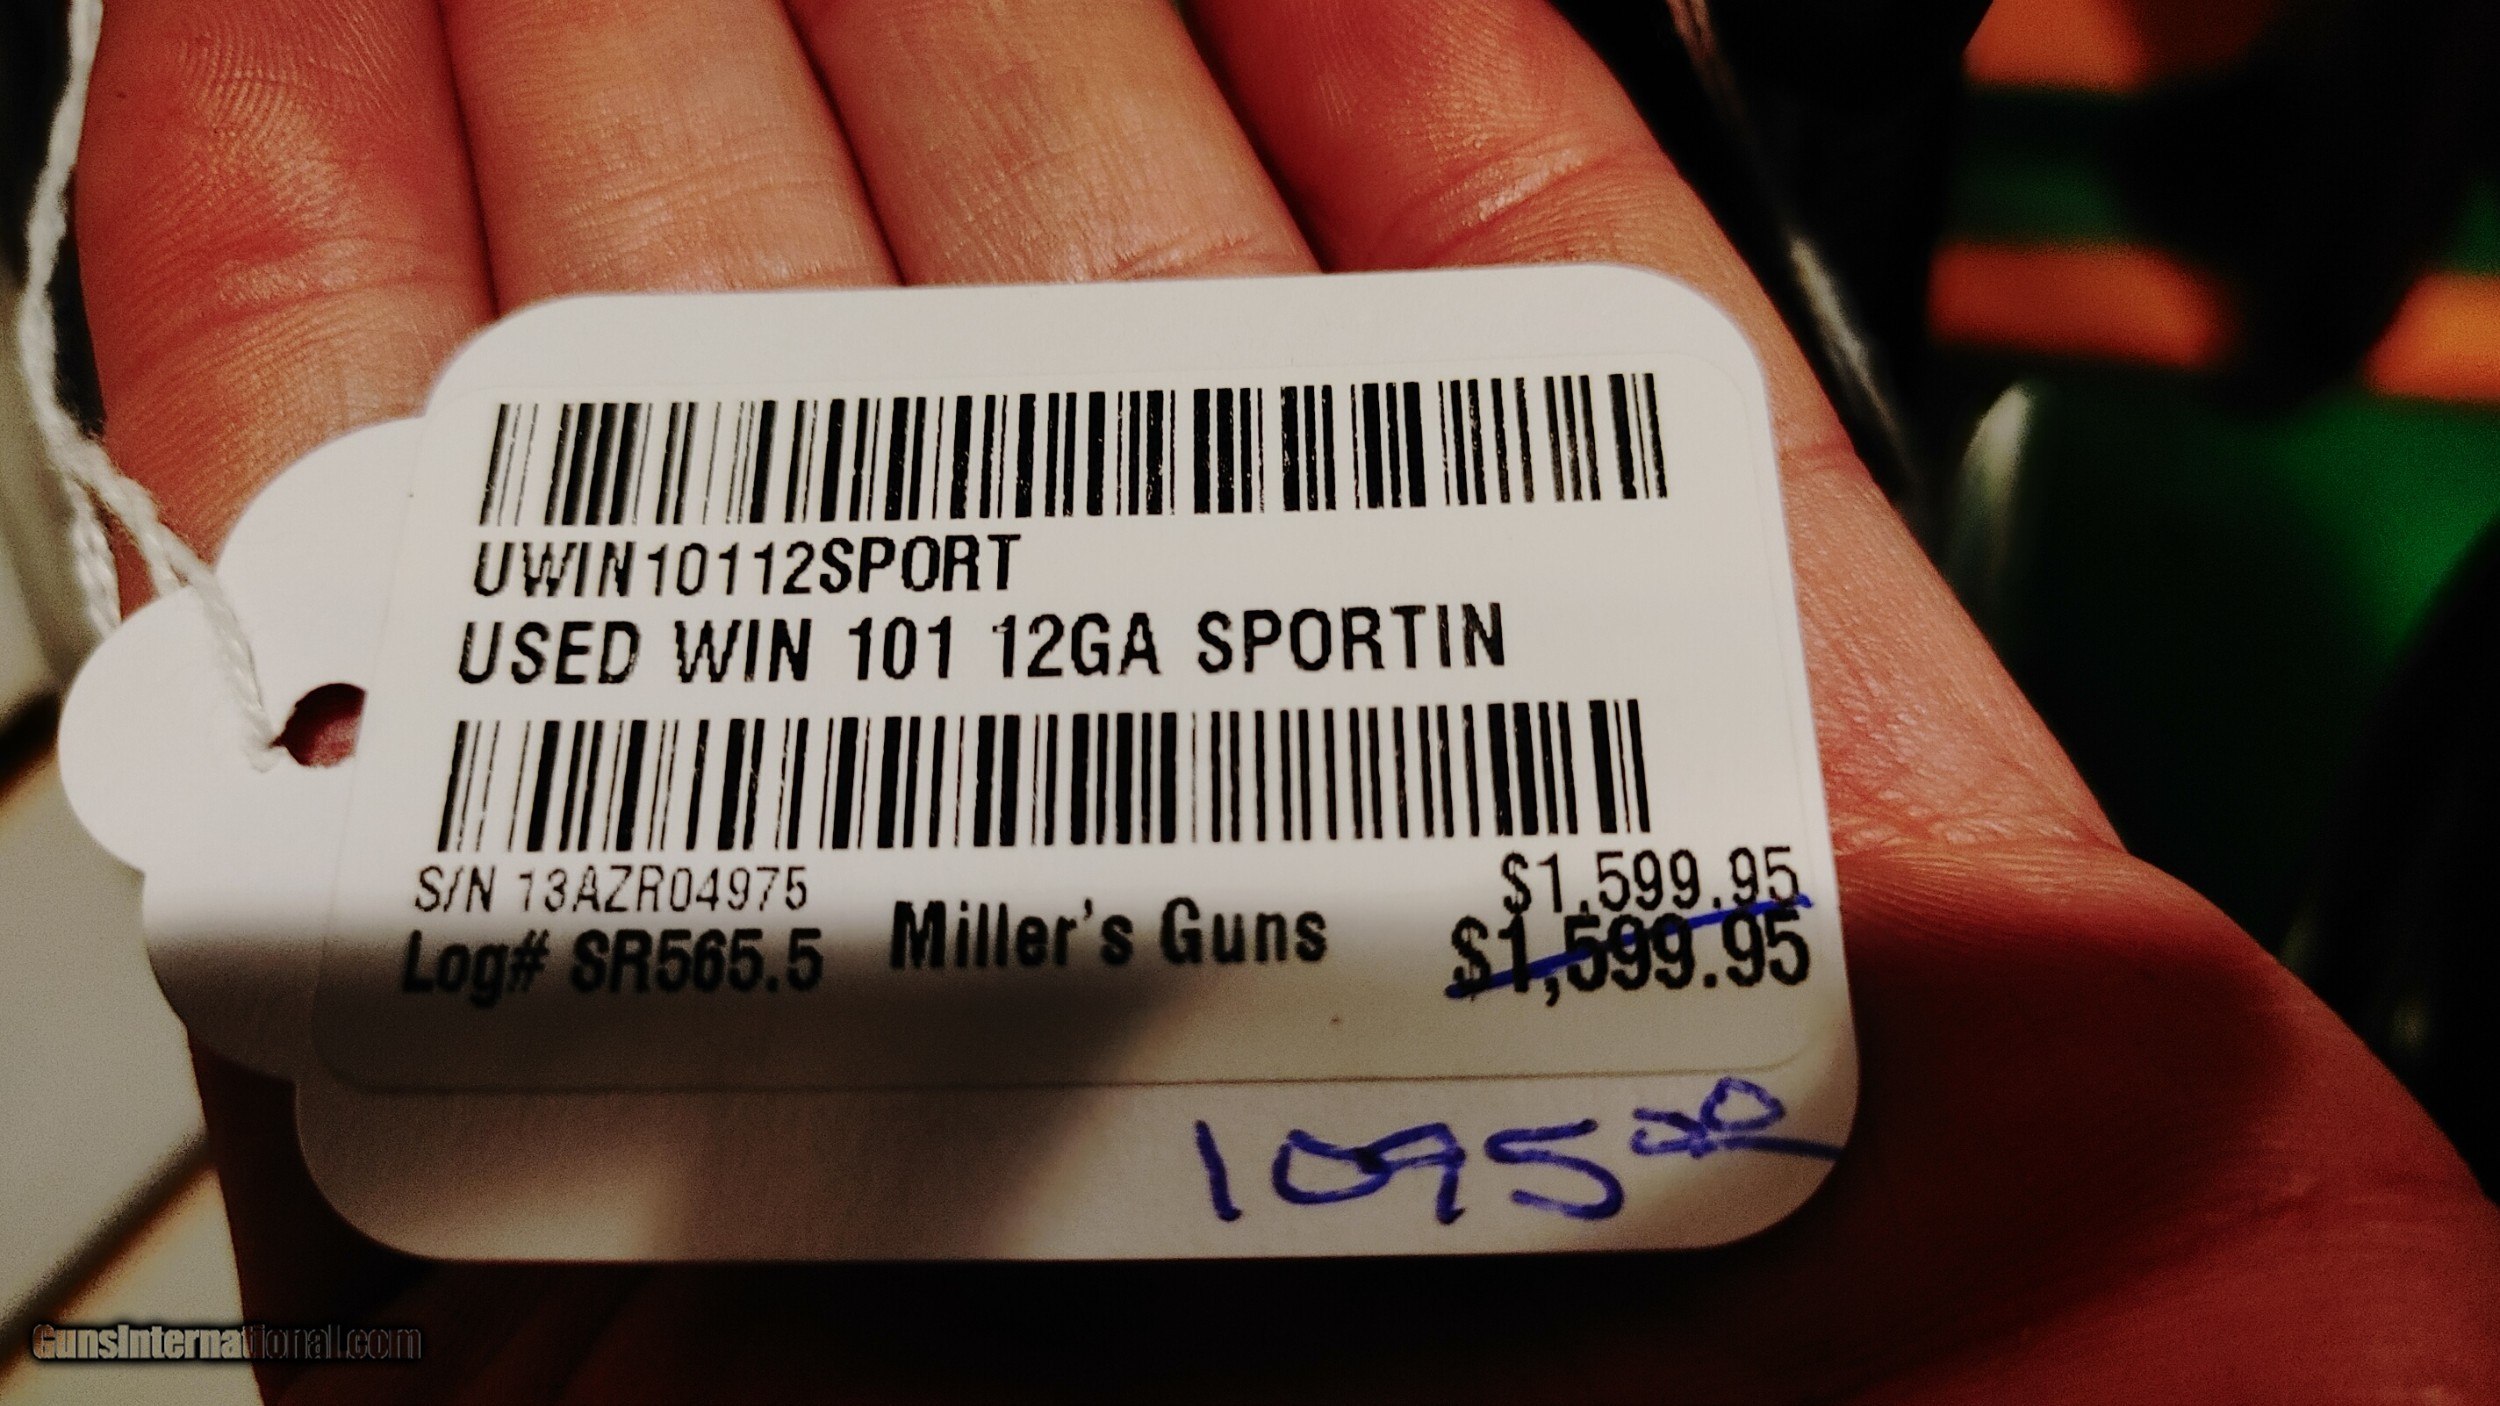 UWIN10112SPORT
USED WIN 101 12GA SPORTIN
S/N 13AZR04975
$1,599.95
Log# SR565.5
Miller's Guns
$1,599.95
1095 00
GunsInternational.com